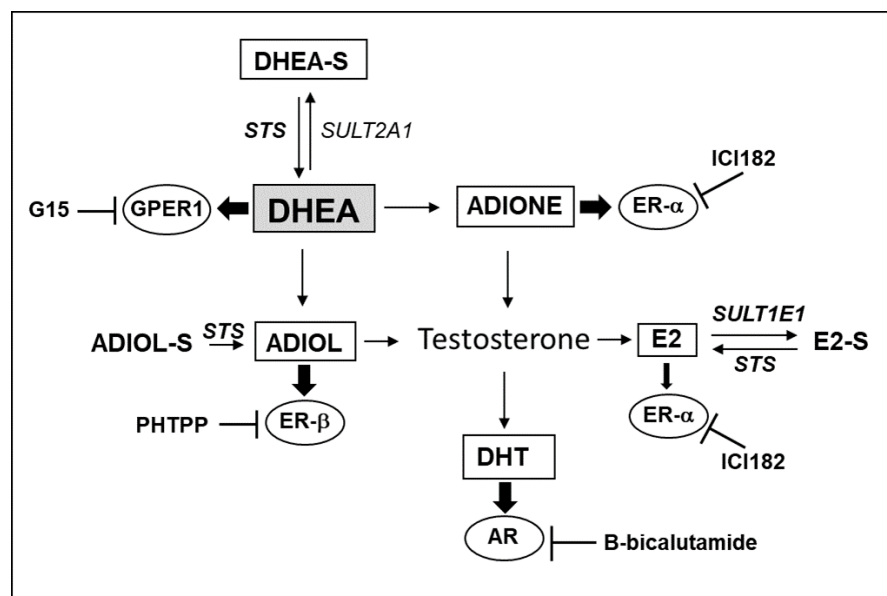 DHEA-S
STS
SULT2A1
ICI182
G15
GPER1
DHEA
ADIONE
ER-α
ADIOL-S
STS
ADIOL
Testosterone
E2
SULT1E1
STS
E2-S
PHTPP
ER-β
ER-α
ICI182
DHT
AR
B-bicalutamide